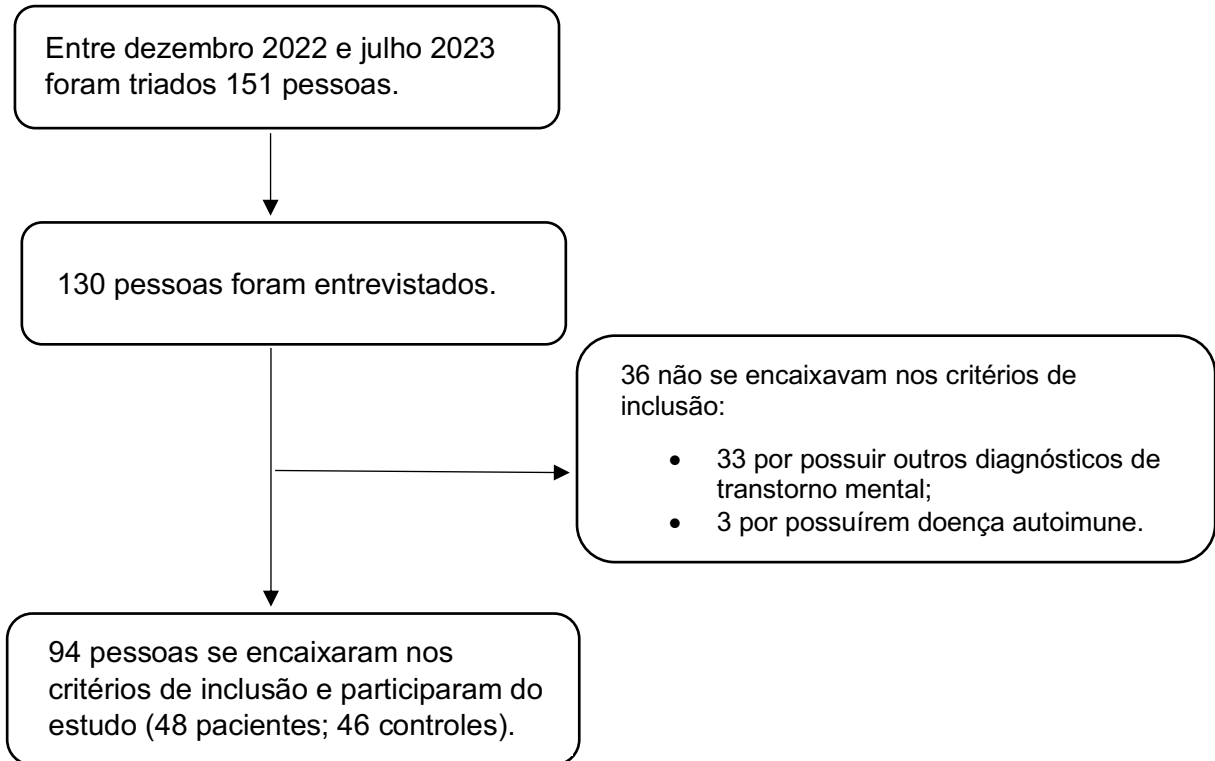 Entre dezembro 2022 e julho 2023
foram triados 151 pessoas.
130 pessoas foram entrevistados.
36 não se encaixavam nos critérios de
inclusão:
• 33 por possuir outros diagnósticos de
transtorno mental;
• 3 por possuírem doença autoimune.
94 pessoas se encaixaram nos
critérios de inclusão e participaram do
estudo (48 pacientes; 46 controles).